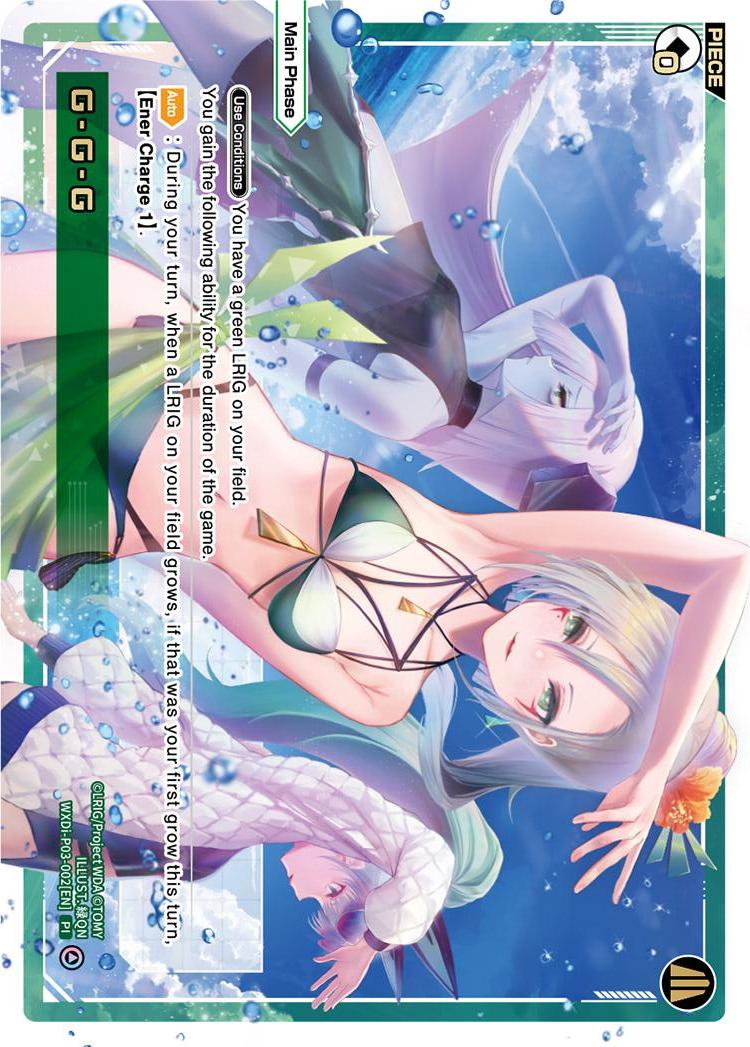 PIECE
0
Main Phase
Use Conditions You have a green LRIG on your field.
You gain the following ability for the duration of the game.
Auto : During your turn, when a LRIG on your field grows, if that was your first grow this turn,
【Ener Charge 1】.
G-G-G
©LRIG/Project WDA ©TOMY
ILLUST. 緑QN
WXDi-P03-002[EN] PI